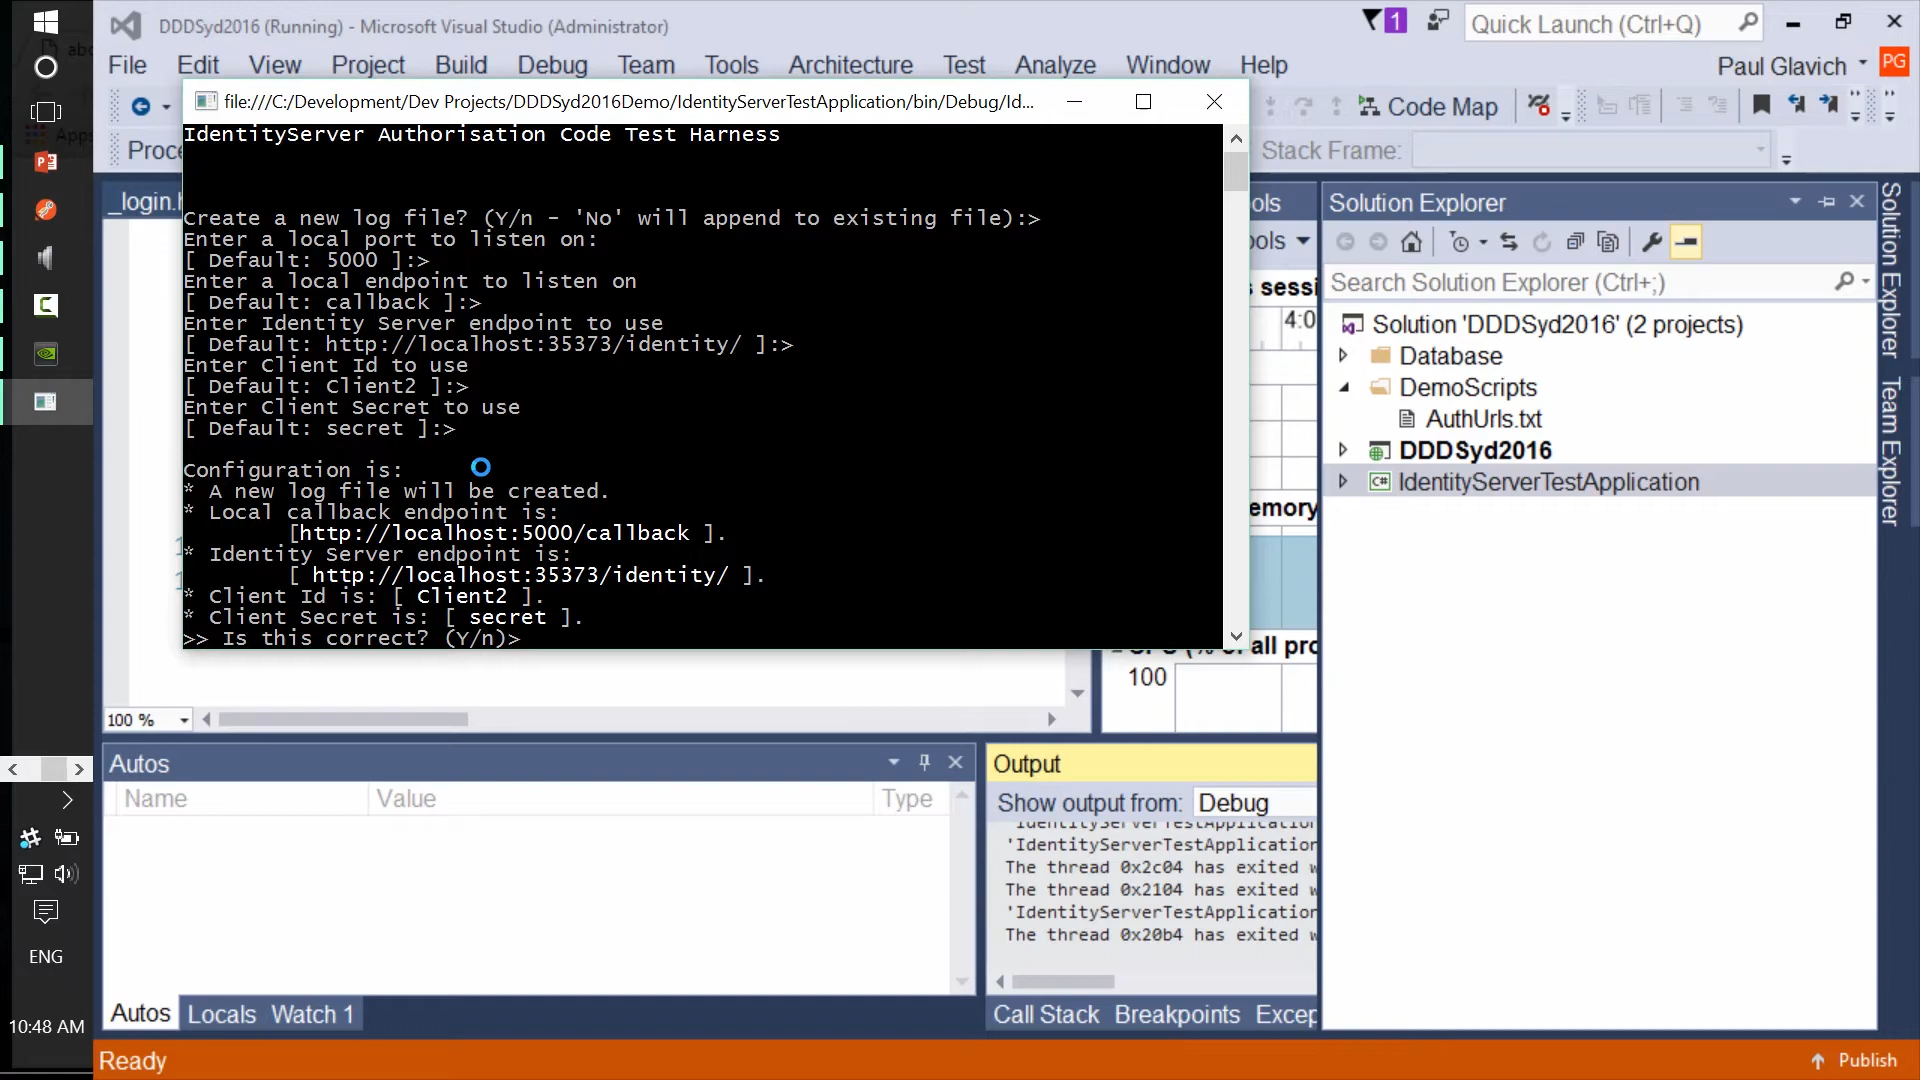 DDDSyd2016 (Running) - Microsoft Visual Studio (Administrator)
1
Quick Launch (Ctrl+Q)
File Edit View Project Build Debug Team Tools Architecture Test Analyze Window Help
Paul Glavich
PG
file:///C:/Development/Dev Projects/DDDSyd2016Demo/IdentityServerTestApplication/bin/Debug/Id...
Code Map
Stack Frame:
IdentityServer Authorisation Code Test Harness
Create a new log file? (Y/n - 'No' will append to existing file):>
Enter a local port to listen on:
[ Default: 5000 ]:>
Enter a local endpoint to listen on
[ Default: callback ]:>
Enter Identity Server endpoint to use
[ Default: http://localhost:35373/identity/ ]:>
Enter Client Id to use
[ Default: Client2 ]:>
Enter Client Secret to use
[ Default: secret ]:>
Configuration is:
* A new log file will be created.
* Local callback endpoint is:
[http://localhost:5000/callback ].
* Identity Server endpoint is:
[ http://localhost:35373/identity/ ].
* Client Id is: [ Client2 ].
* Client Secret is: [ secret ].
>> Is this correct? (Y/n)>
100
100 %
Solution Explorer
Search Solution Explorer (Ctrl+;)
Solution 'DDDSyd2016' (2 projects)
Database
DemoScripts
AuthUrls.txt
DDDSyd2016
IdentityServerTestApplication
Solution Explorer
Team Explorer
Autos
Name Value Type
Autos Locals Watch 1
Output
Show output from: Debug
'IdentityServerTestApplication
'IdentityServerTestApplication
The thread 0x2c04 has exited
The thread 0x2104 has exited
'IdentityServerTestApplication
The thread 0x20b4 has exited
Call Stack Breakpoints
ENG
10:48 AM
Ready
Publish